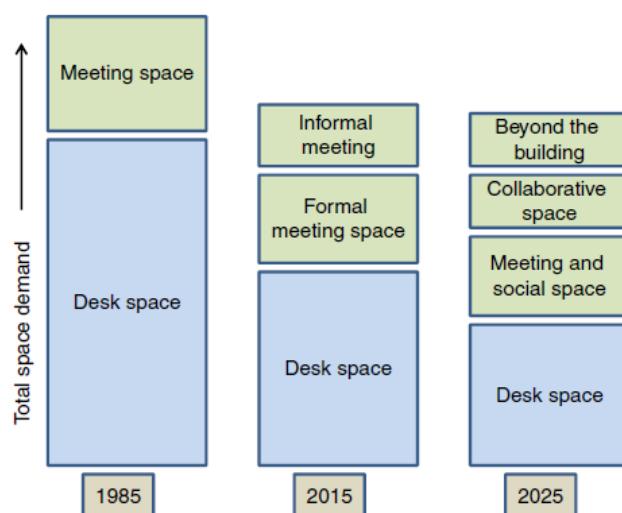 Total space demand
Meeting space
Desk space
1985
Informal
meeting
Formal
meeting space
Desk space
2015
Beyond the
building
Collaborative
space
Meeting and
social space
Desk space
2025